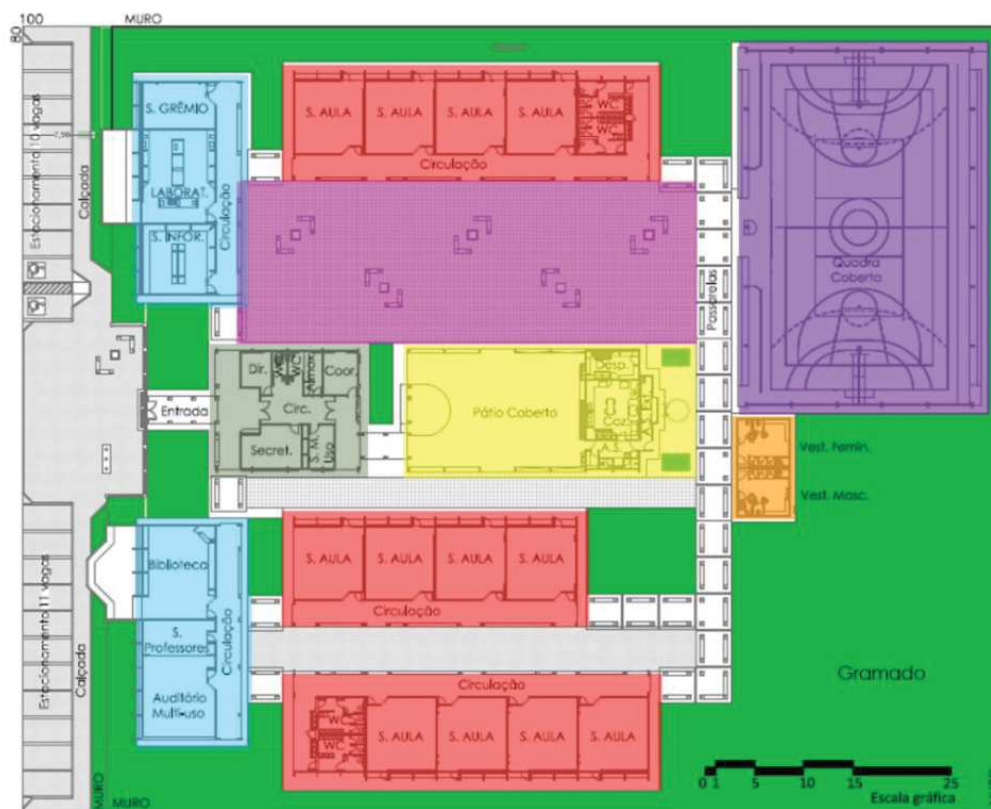 100
80
MURO
S. GRÊMIO
LABORAT.
S. INFOR.
Circulação
S. AULA
S. AULA
S. AULA
S. AULA
WC
WC
Circulação
Estacionamento 10 vagas
Calçada
Passarelas
Quadra
Coberta
Entrada
Dir.
WC
WC
Almox.
Coor.
Circ.
Secret.
S. M.
Uso
Pátio Coberto
Desp.
Coz.
A. S.
Vest. Femin.
Vest. Masc.
Biblioteca
S.
Professores
Auditório
Multi-uso
Circulação
S. AULA
S. AULA
S. AULA
S. AULA
Circulação
Estacionamento 11 vagas
Calçada
Circulação
WC
WC
S. AULA
S. AULA
S. AULA
S. AULA
Gramado
0 1 5 10 15 25
Escala gráfica
MURO
MURO